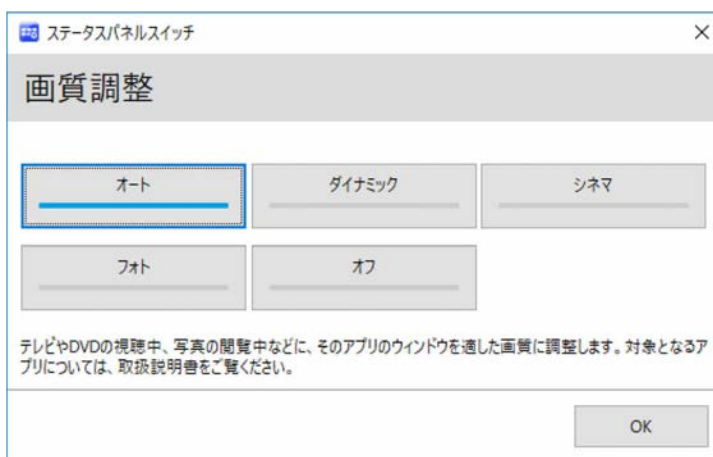 ステータスパネルスイッチ
画質調整
オート
ダイナミック
シネマ
フォト
オフ
テレビやDVDの視聴中、写真の閲覧中などに、そのアプリのウィンドウを適した画質に調整します。対象となるア
プリについては、取扱説明書をご覧ください。
OK